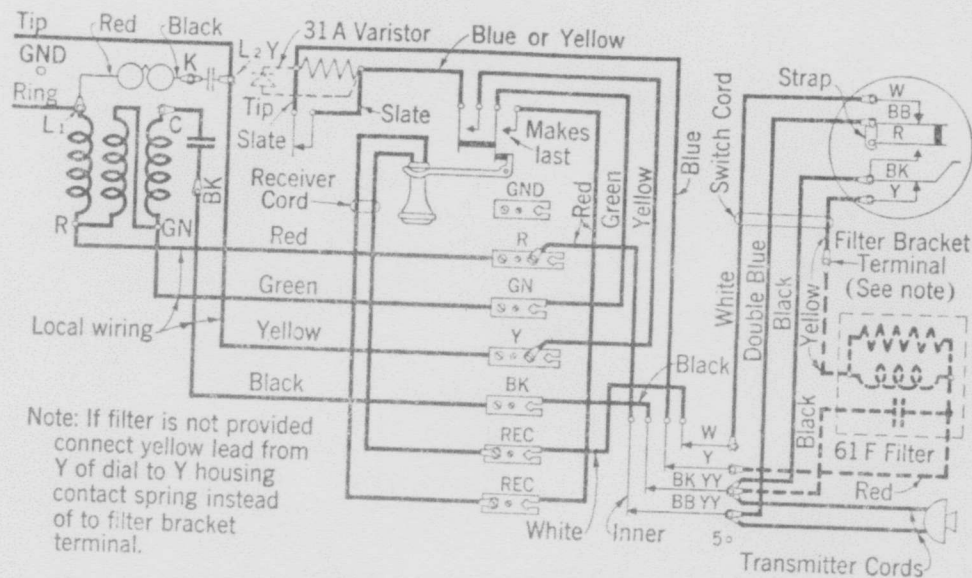 Tip
Red
Black
K
GND
Ring
L1
C
L2 Y
31 A Varistor
Blue or Yellow
Tip
Slate
Slate
Makes
last
Receiver
Cord
BK
R
GN
Red
Green
Local wiring
Yellow
Black
GND
R
GN
Y
BK
REC
REC
Red
Green
Yellow
Blue
Switch Cord
White
Double Blue
Black
Yellow
Black
Black
White
Inner
W
Y
BK YY
BB YY
5
Strap
W
BB
R
BK
Y
Filter Bracket
Terminal
(See note)
61 F Filter
Red
Transmitter Cords
Note: If filter is not provided
connect yellow lead from
Y of dial to Y housing
contact spring instead
of to filter bracket
terminal.